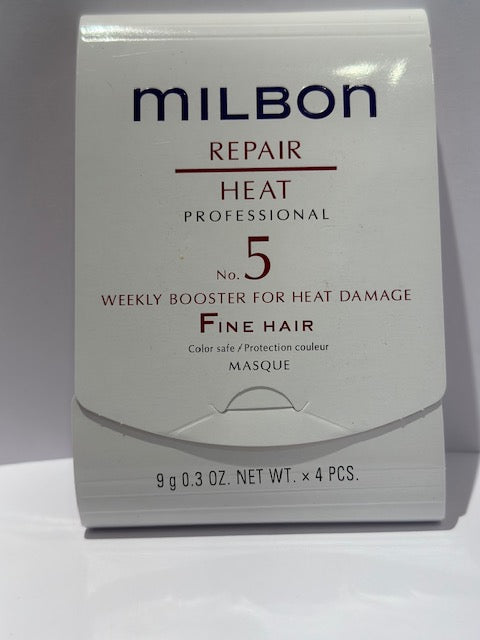 MILBON
REPAIR
HEAT
PROFESSIONAL
No. 5
WEEKLY BOOSTER FOR HEAT DAMAGE
FINE HAIR
Color safe / Protection couleur
MASQUE
9 g 0.3 OZ. NET WT. × 4 PCS.